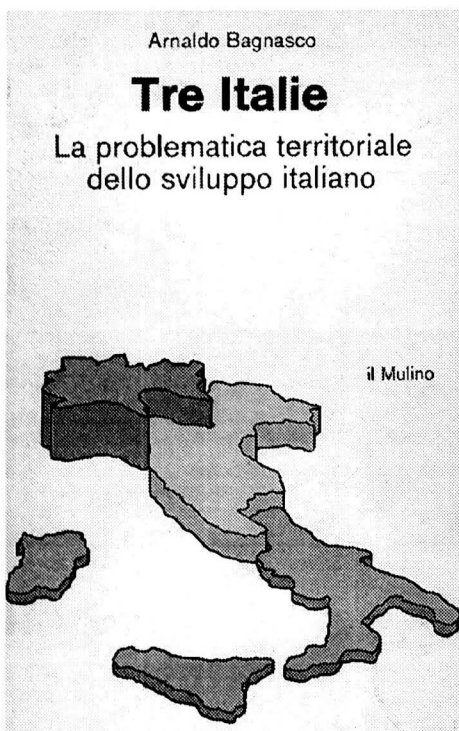 Arnaldo Bagnasco
Tre Italie
La problematica territoriale
dello sviluppo italiano
il Mulino